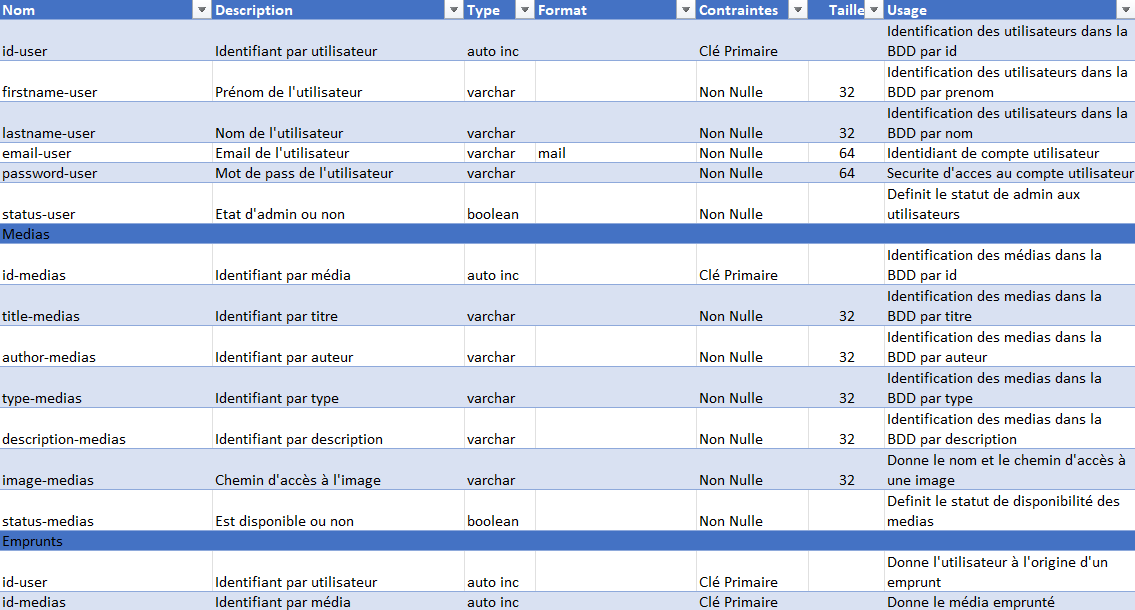 Nom Description Type Format Contraintes Taille Usage
Identification des utilisateurs dans la
id-user Identifiant par utilisateur auto inc Clé Primaire BDD par id
Identification des utilisateurs dans la
firstname-user Prénom de l'utilisateur varchar Non Nulle 32 BDD par prenom
Identification des utilisateurs dans la
lastname-user Nom de l'utilisateur varchar Non Nulle 32 BDD par nom
email-user Email de l'utilisateur varchar mail Non Nulle 64 Identidiant de compte utilisateur
password-user Mot de pass de l'utilisateur varchar Non Nulle 64 Securite d'acces au compte utilisateur
Definit le statut de admin aux
status-user Etat d'admin ou non boolean Non Nulle utilisateurs
Medias
Identification des médias dans la
id-medias Identifiant par média auto inc Clé Primaire BDD par id
Identification des medias dans la
title-medias Identifiant par titre varchar Non Nulle 32 BDD par titre
Identification des medias dans la
author-medias Identifiant par auteur varchar Non Nulle 32 BDD par auteur
Identification des medias dans la
type-medias Identifiant par type varchar Non Nulle 32 BDD par type
Identification des medias dans la
description-medias Identifiant par description varchar Non Nulle 32 BDD par description
Donne le nom et le chemin d'accès à
image-medias Chemin d'accès à l'image varchar Non Nulle 32 une image
Definit le statut de disponibilité des
status-medias Est disponible ou non boolean Non Nulle medias
Emprunts
Donne l'utilisateur à l'origine d'un
id-user Identifiant par utilisateur auto inc Clé Primaire emprunt
id-medias Identifiant par média auto inc Clé Primaire Donne le média emprunté